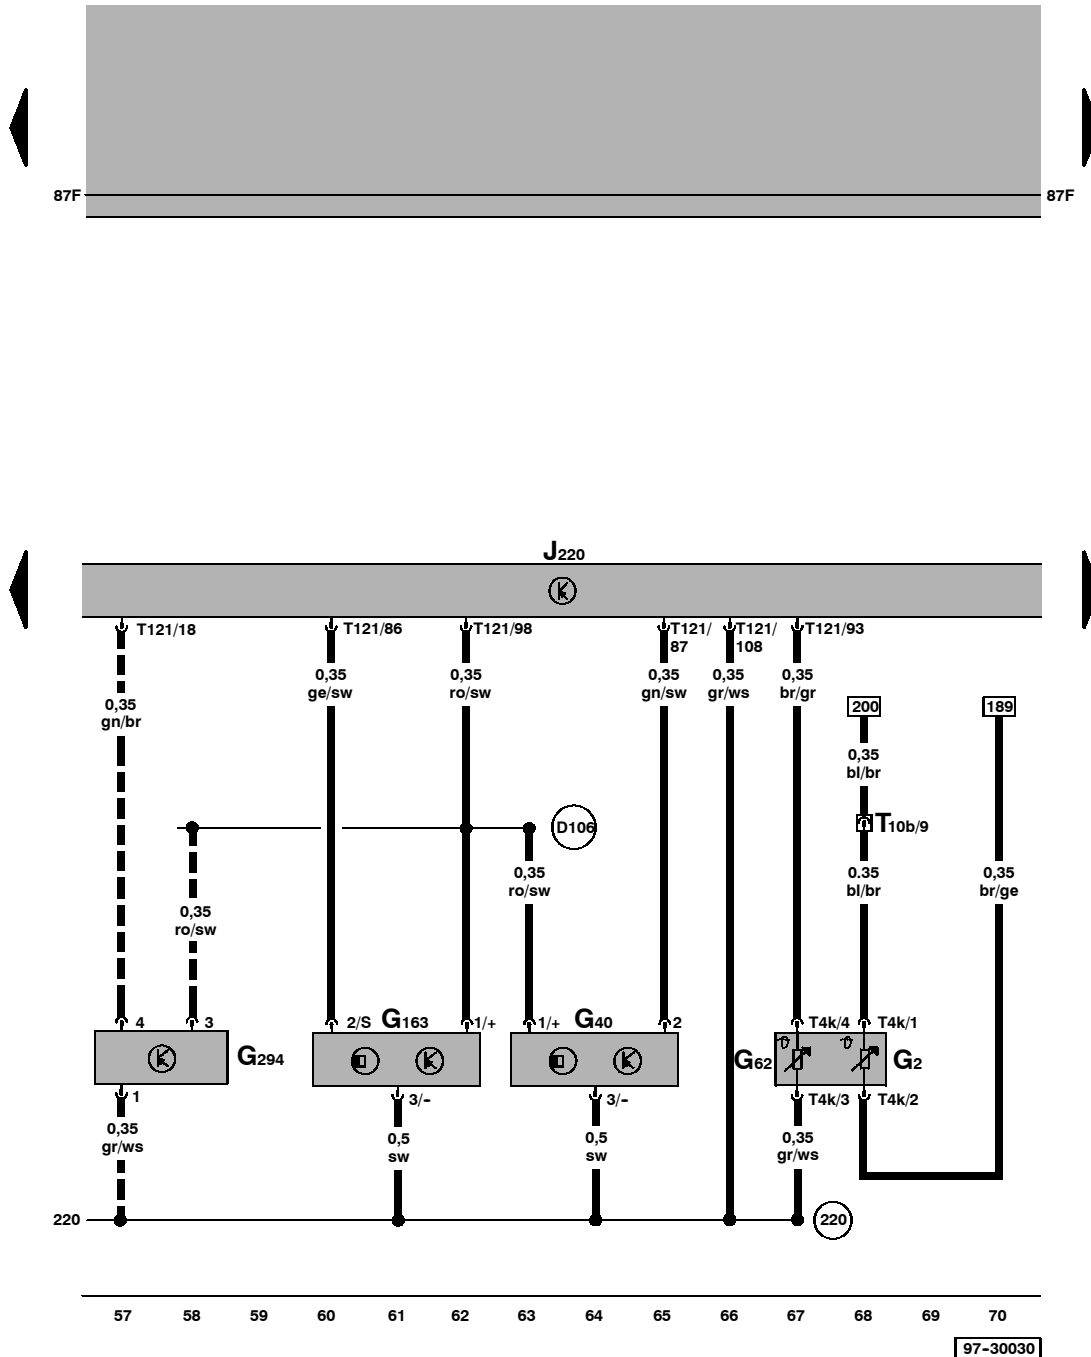 87F
87F
J220
T121/18
T121/86
T121/98
T121/
87
T121/
108
T121/93
0,35
gn/br
0,35
ge/sw
0,35
ro/sw
0,35
gn/sw
0,35
gr/ws
0,35
br/gr
200
189
0,35
bl/br
D106
T10b/9
0,35
ro/sw
0,35
ro/sw
0.35
bl/br
0,35
br/ge
4
3
2/S
G163
1/+
1/+
G40
2
T4k/4
T4k/1
G294
G62
G2
1
3/-
3/-
T4k/3
T4k/2
0,35
gr/ws
0,5
sw
0,5
sw
0,35
gr/ws
220
220
57 58 59 60 61 62 63 64 65 66 67 68 69 70
97-30030